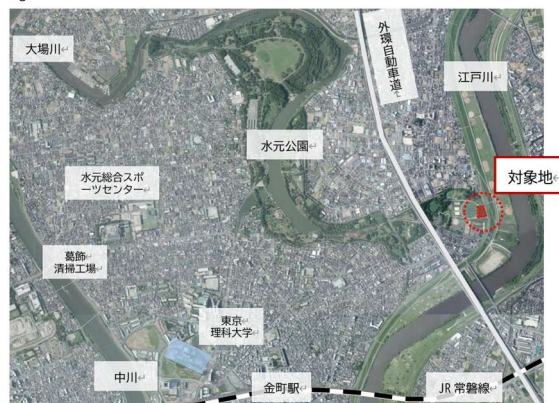 大場川
外環自動車道
江戸川
水元公園
対象地
水元総合スポ
ーツセンター
葛飾
清掃工場
東京
理科大学
中川
金町駅
JR 常磐線